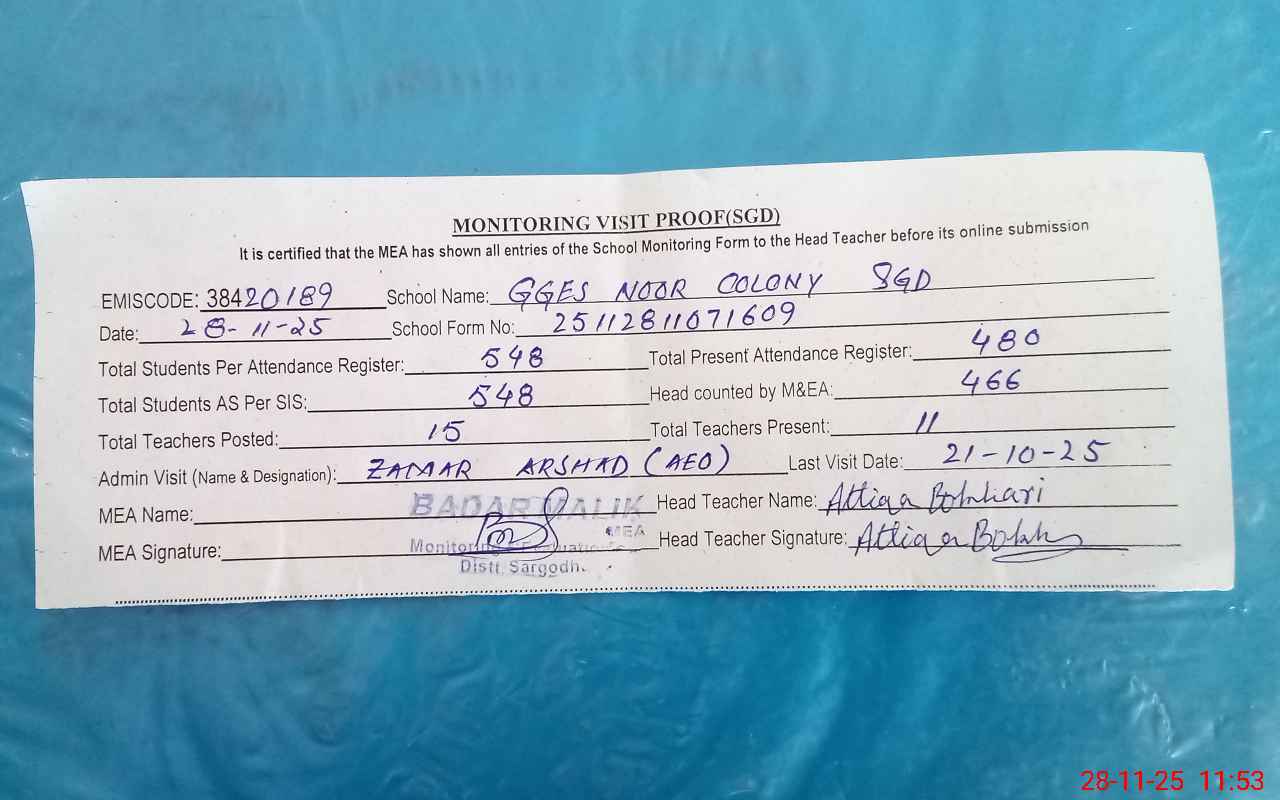 MONITORING VISIT PROOF(SGD)
It is certified that the MEA has shown all entries of the School Monitoring Form to the Head Teacher before its online submission
EMISCODE: 38420189 School Name: GGES NOOR COLONY SGD
Date: 28-11-25 School Form No: 25112811071609
Total Students Per Attendance Register: 548 Total Present Attendance Register: 480
Total Students AS Per SIS: 548 Head counted by M&EA: 466
Total Teachers Posted: 15 Total Teachers Present: 11
Admin Visit (Name & Designation): ARSHAD (AEO) Last Visit Date: 21-10-25
MEA Name: BADAR MALIK Head Teacher Name: Attiqa Bokhari
MEA
MEA Signature: Head Teacher Signature: Attiqa
Distt. Sargodh
28-11-25 11:53